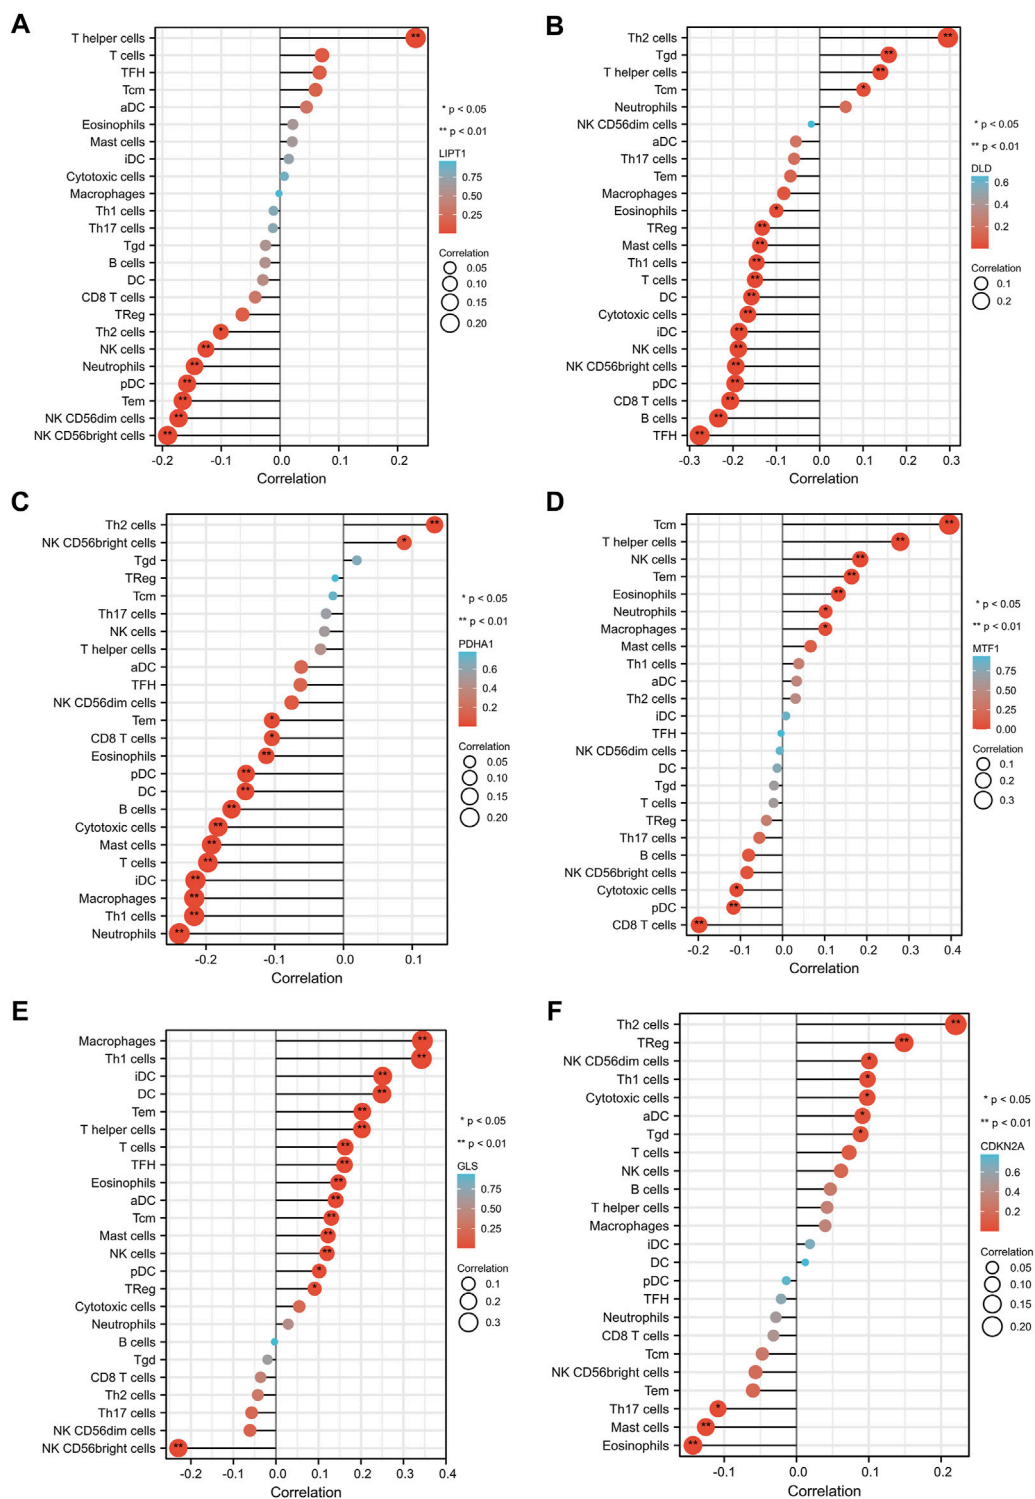 A
T helper cells
T cells
TFH
Tcm
aDC
Eosinophils
Mast cells
iDC
Cytotoxic cells
Macrophages
Th1 cells
Th17 cells
Tgd
B cells
DC
CD8 T cells
TReg
Th2 cells
NK cells
Neutrophils
pDC
Tem
NK CD56dim cells
NK CD56bright cells
-0.2 -0.1 0.0 0.1 0.2
Correlation
* p < 0.05
** p < 0.01
LIPT1
0.75
0.50
0.25
Correlation
0.05
0.10
0.15
0.20
B
Th2 cells
Tgd
T helper cells
Tcm
Neutrophils
NK CD56dim cells
aDC
Th17 cells
Tem
Macrophages
Eosinophils
TReg
Mast cells
Th1 cells
T cells
DC
Cytotoxic cells
iDC
NK cells
NK CD56bright cells
pDC
CD8 T cells
B cells
TFH
-0.3 -0.2 -0.1 0.0 0.1 0.2 0.3
Correlation
* p < 0.05
** p < 0.01
DLD
0.6
0.4
0.2
Correlation
0.1
0.2
C
Th2 cells
NK CD56bright cells
Tgd
TReg
Tcm
Th17 cells
NK cells
T helper cells
aDC
TFH
NK CD56dim cells
Tem
CD8 T cells
Eosinophils
pDC
DC
B cells
Cytotoxic cells
Mast cells
T cells
iDC
Macrophages
Th1 cells
Neutrophils
-0.2 -0.1 0.0 0.1
Correlation
* p < 0.05
** p < 0.01
PDHA1
0.6
0.4
0.2
Correlation
0.05
0.10
0.15
0.20
D
Tcm
T helper cells
NK cells
Tem
Eosinophils
Neutrophils
Macrophages
Mast cells
Th1 cells
aDC
Th2 cells
iDC
TFH
NK CD56dim cells
DC
Tgd
T cells
TReg
Th17 cells
B cells
NK CD56bright cells
Cytotoxic cells
pDC
CD8 T cells
-0.2 -0.1 0.0 0.1 0.2 0.3 0.4
Correlation
* p < 0.05
** p < 0.01
MTF1
0.75
0.50
0.25
0.00
Correlation
0.1
0.2
0.3
E
Macrophages
Th1 cells
iDC
DC
Tem
T helper cells
T cells
TFH
Eosinophils
aDC
Tcm
Mast cells
NK cells
pDC
TReg
Cytotoxic cells
Neutrophils
B cells
Tgd
CD8 T cells
Th2 cells
Th17 cells
NK CD56dim cells
NK CD56bright cells
-0.2 -0.1 0.0 0.1 0.2 0.3 0.4
Correlation
* p < 0.05
** p < 0.01
GLS
0.75
0.50
0.25
Correlation
0.1
0.2
0.3
F
Th2 cells
TReg
NK CD56dim cells
Th1 cells
Cytotoxic cells
aDC
Tgd
T cells
NK cells
B cells
T helper cells
Macrophages
iDC
DC
pDC
TFH
Neutrophils
CD8 T cells
Tcm
NK CD56bright cells
Tem
Th17 cells
Mast cells
Eosinophils
-0.1 0.0 0.1 0.2
Correlation
* p < 0.05
** p < 0.01
CDKN2A
0.6
0.4
0.2
Correlation
0.05
0.10
0.15
0.20